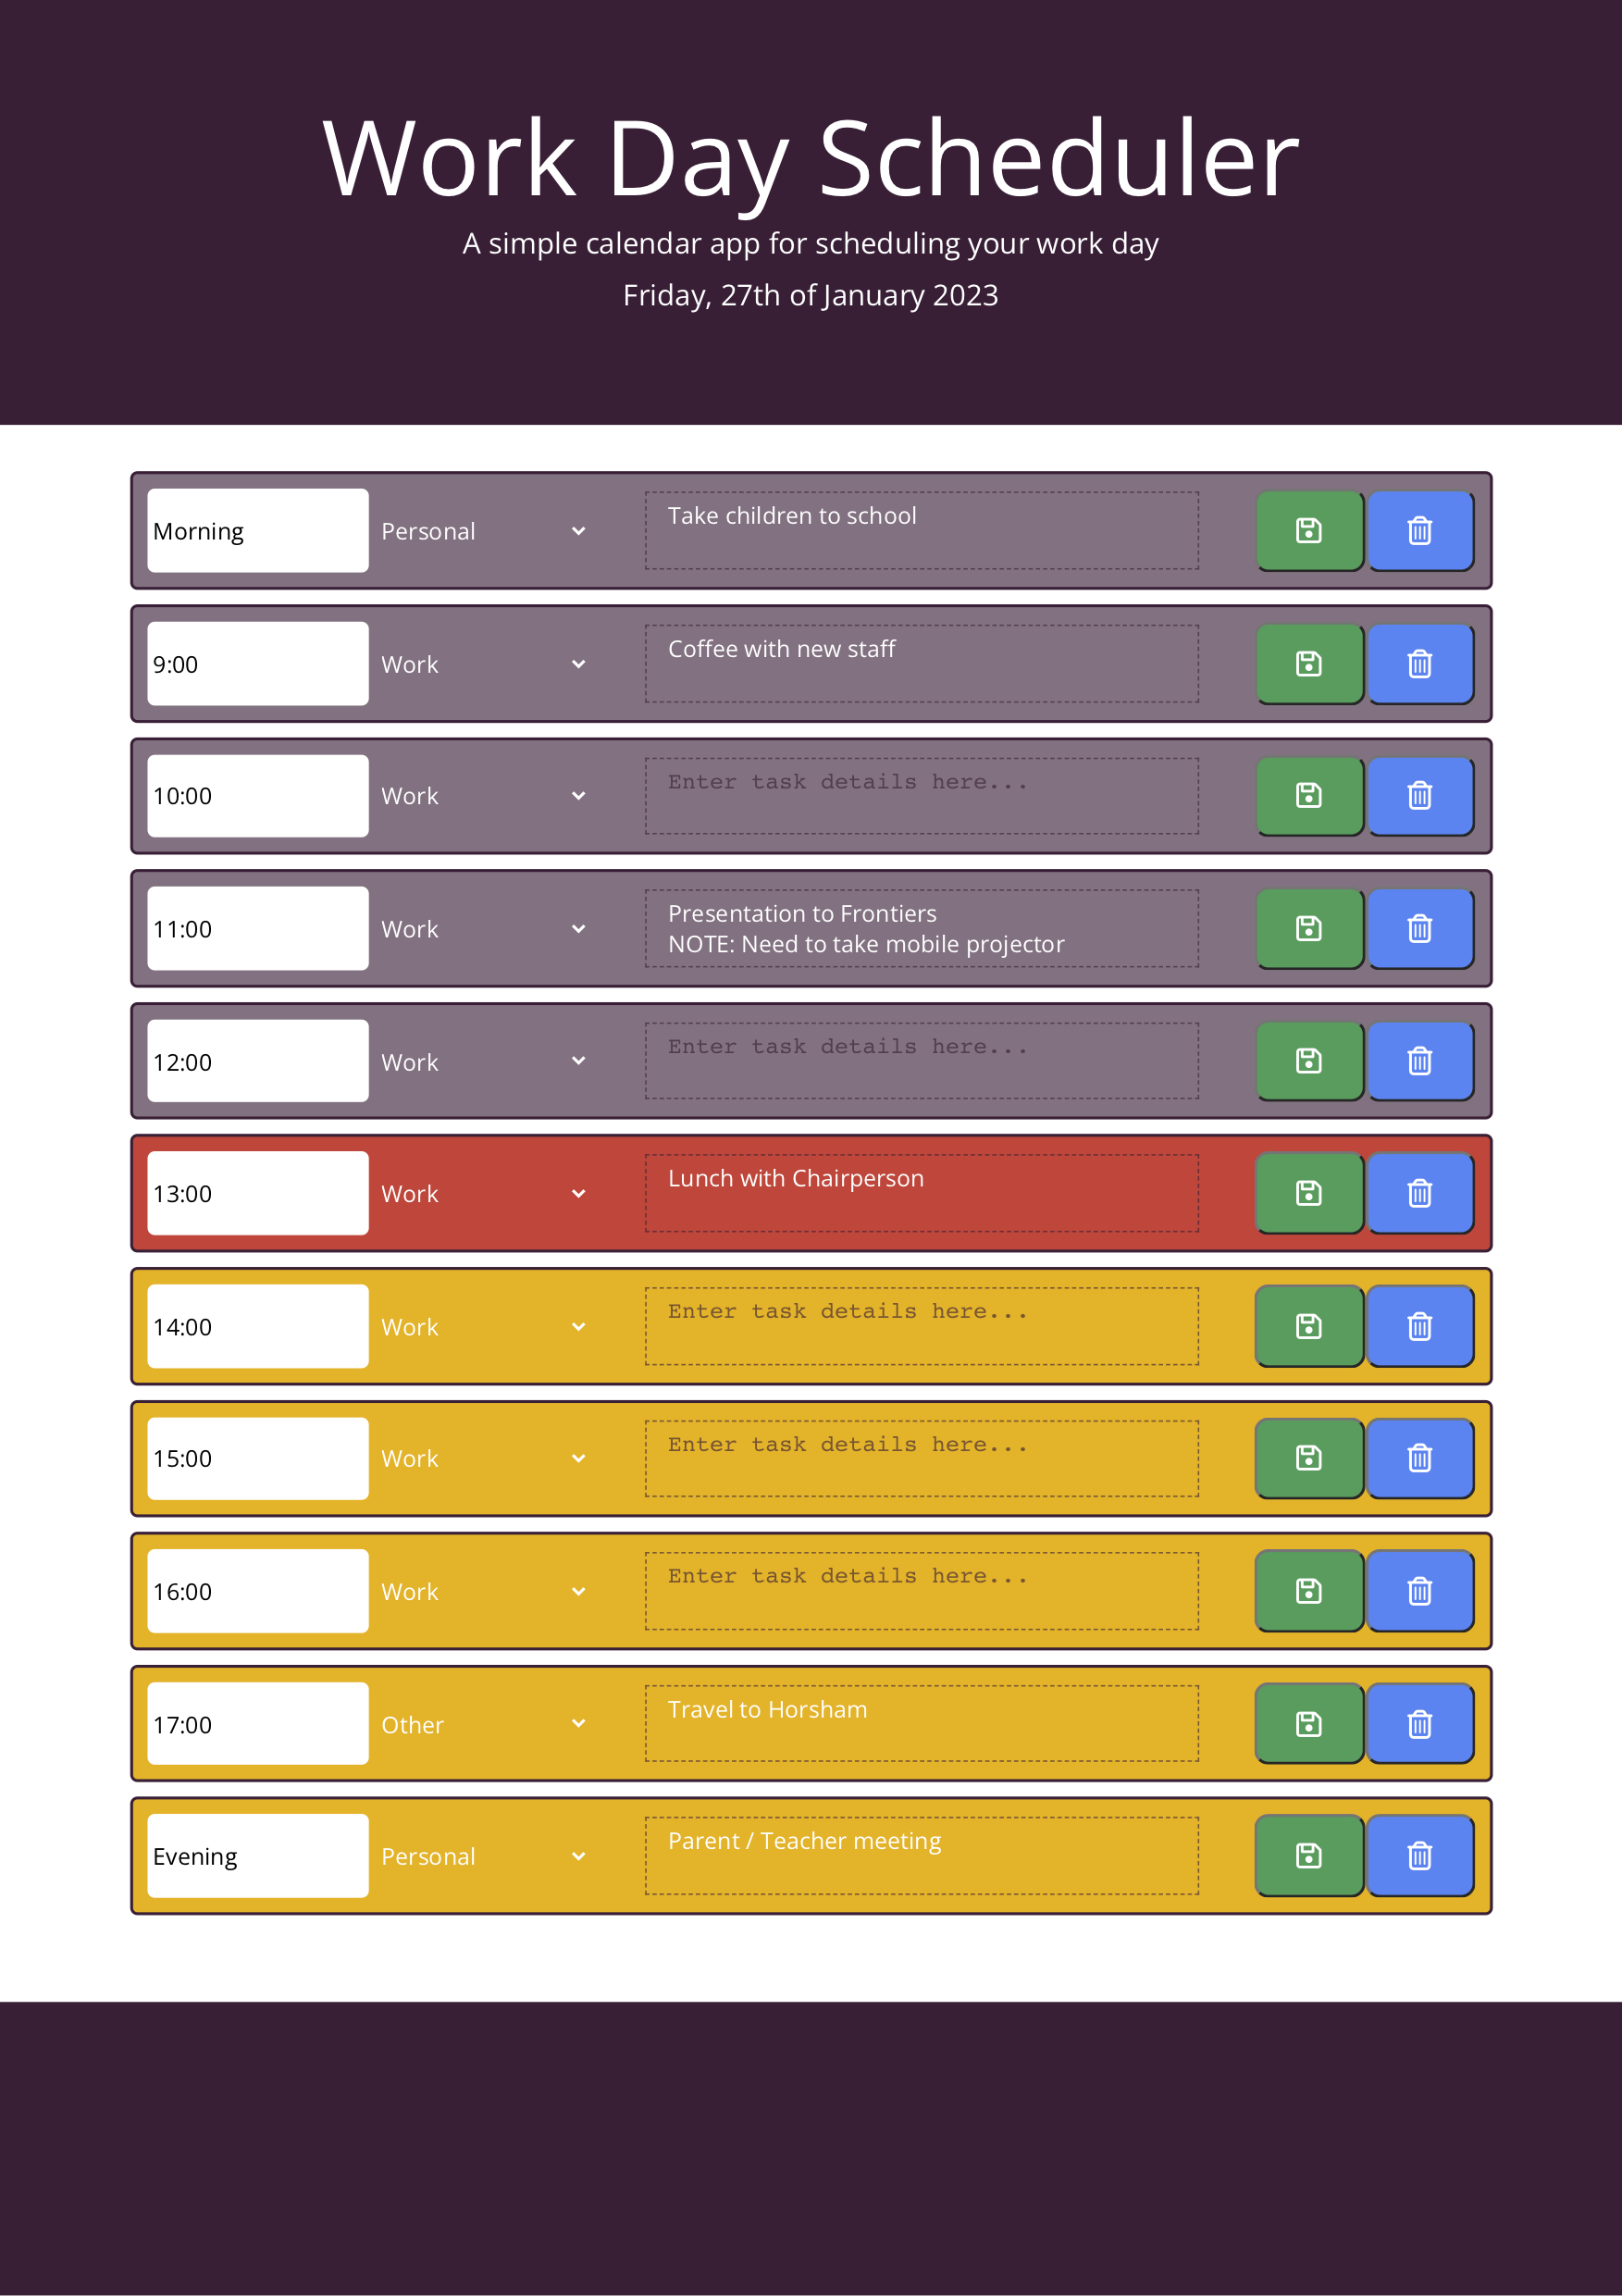 Work Day Scheduler
A simple calendar app for scheduling your work day
Friday, 27th of January 2023
Morning Personal Take children to school
9:00 Work Coffee with new staff
10:00 Work Enter task details here...
11:00 Work Presentation to Frontiers
NOTE: Need to take mobile projector
12:00 Work Enter task details here...
13:00 Work Lunch with Chairperson
14:00 Work Enter task details here...
15:00 Work Enter task details here...
16:00 Work Enter task details here...
17:00 Other Travel to Horsham
Evening Personal Parent / Teacher meeting